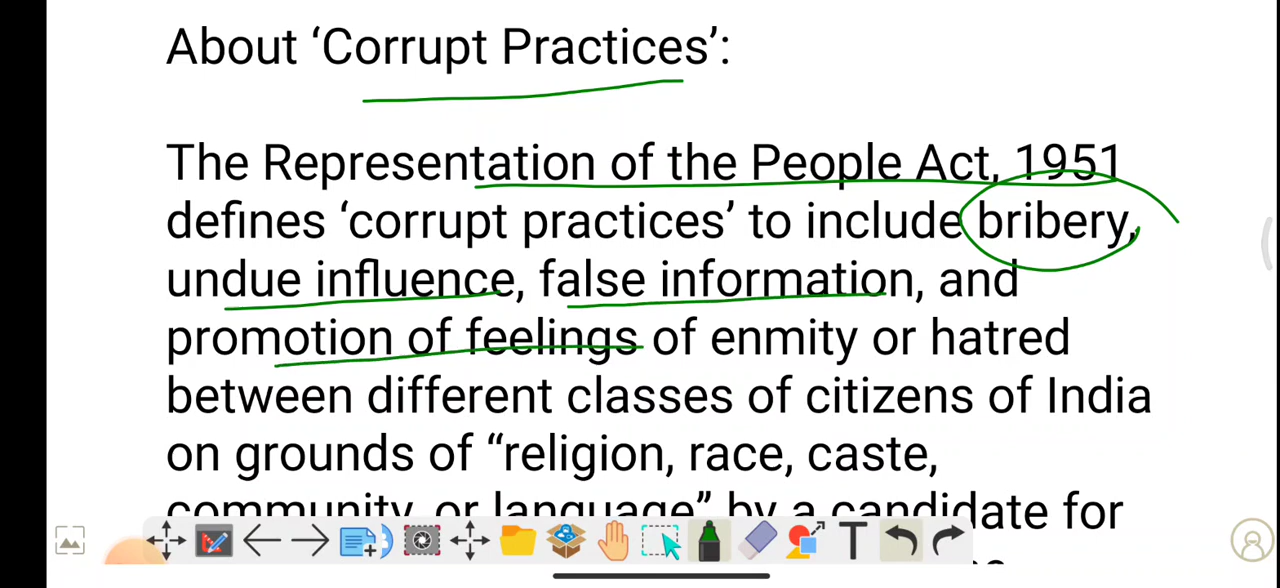 About ‘Corrupt Practices’:
The Representation of the People Act, 1951
defines ‘corrupt practices’ to include bribery,
undue influence, false information, and
promotion of feelings of enmity or hatred
between different classes of citizens of India
on grounds of “religion, race, caste,
community, or language” by a candidate for
T